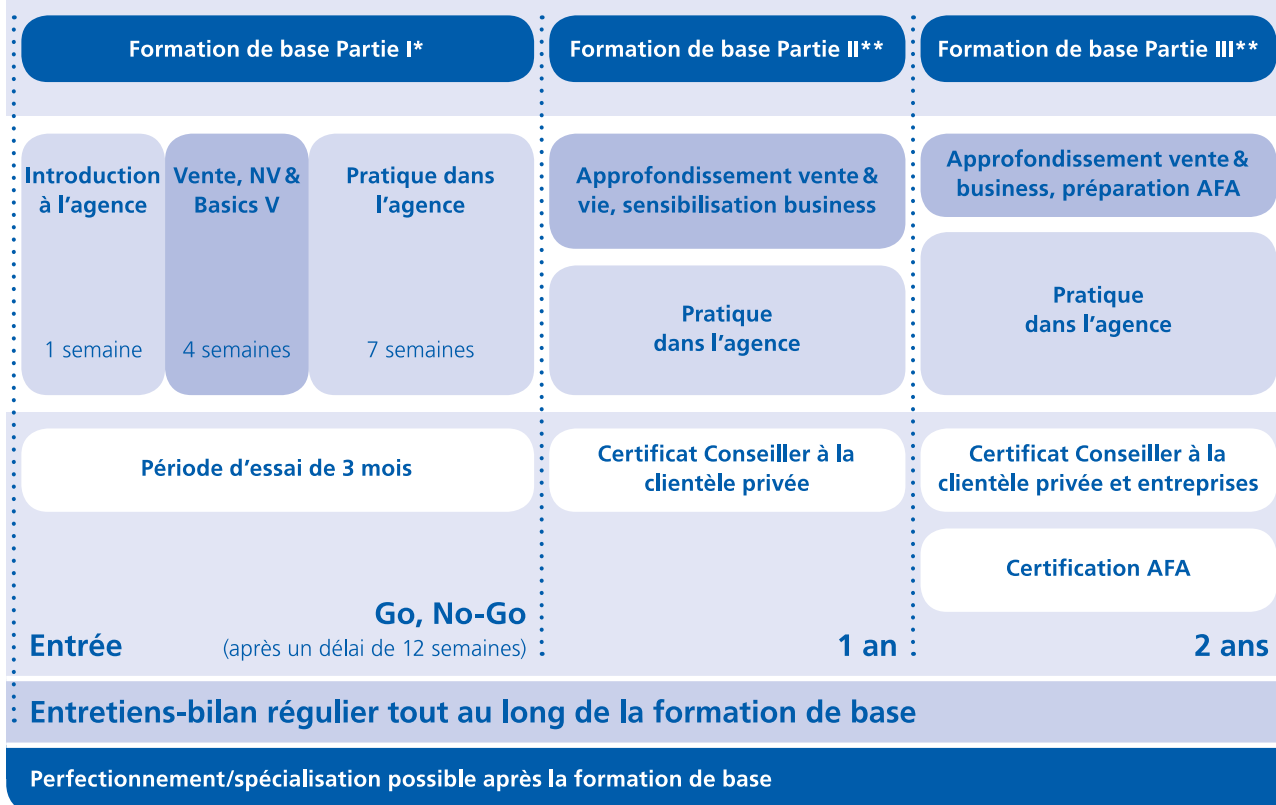 Formation de base Partie I*
Formation de base Partie II**
Formation de base Partie III**
Introduction
à l’agence
1 semaine
Vente, NV &
Basics V
4 semaines
Pratique dans
l’agence
7 semaines
Approfondissement vente &
vie, sensibilisation business
Pratique
dans l’agence
Approfondissement vente &
business, préparation AFA
Pratique
dans l’agence
Période d’essai de 3 mois
Certificat Conseiller à la
clientèle privée
Certificat Conseiller à la
clientèle privée et entreprises
Certification AFA
Entrée
Go, No-Go
(après un délai de 12 semaines)
1 an
2 ans
Entretiens-bilan régulier tout au long de la formation de base
Perfectionnement/spécialisation possible après la formation de base